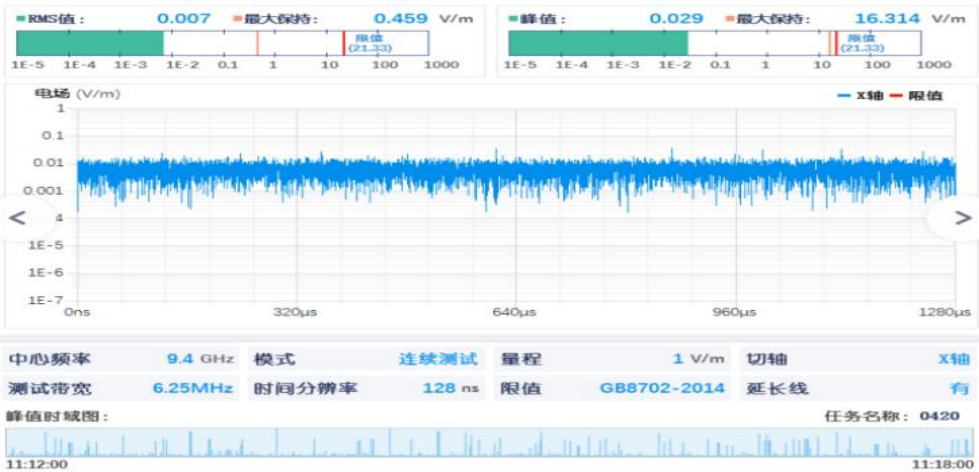 RMS值: 0.007 最大保持: 0.459 V/m
限值
(21.33)
1E-5 1E-4 1E-3 1E-2 0.1 1 10 100 1000
峰值: 0.029 最大保持: 16.314 V/m
限值
(21.33)
1E-5 1E-4 1E-3 1E-2 0.1 1 10 100 1000
电场 (V/m)
X轴 限值
1
0.1
0.01
0.001
4
1E-5
1E-6
1E-7
0ns 320μs 640μs 960μs 1280μs
< >
中心频率 9.4 GHz 模式 连续测试 量程 1 V/m 切轴 X轴
测试带宽 6.25MHz 时间分辨率 128 ns 限值 GB8702-2014 延长线 有
峰值时域图: 任务名称: 0420
11:12:00 11:18:00